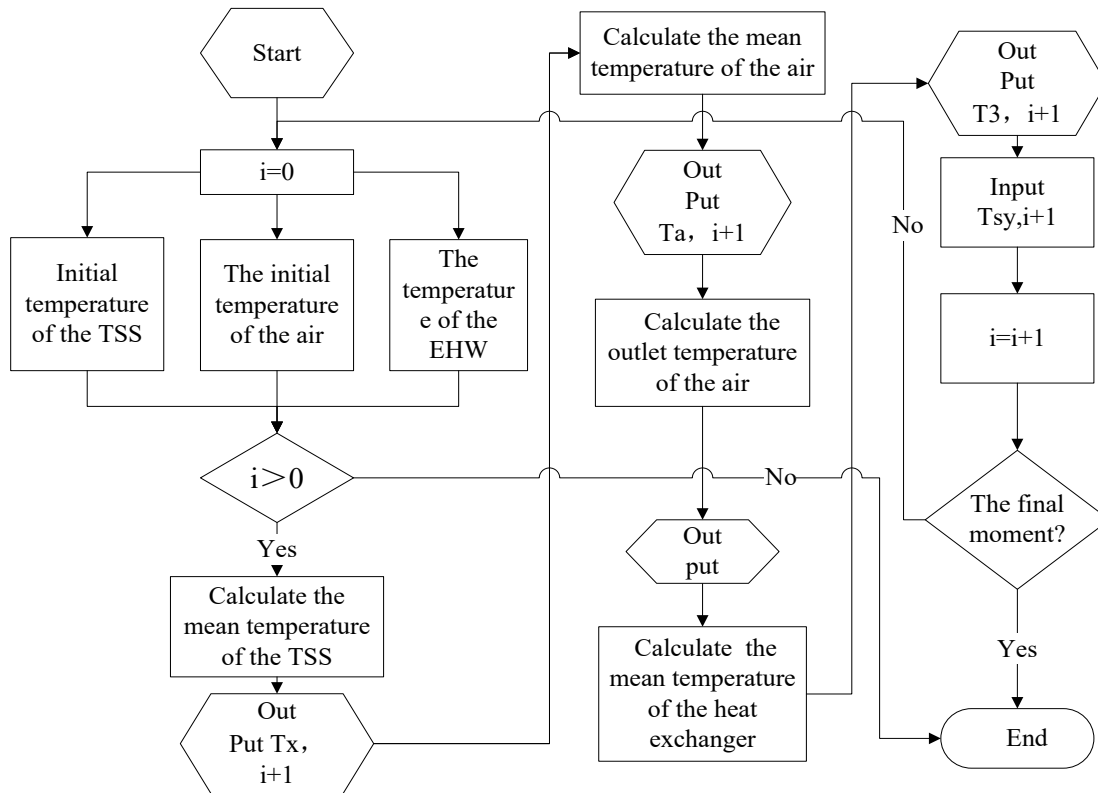 Start
i=0
Initial
temperature
of the TSS
The initial
temperature
of the air
The
temperatur
e of the
EHW
i＞0
Yes
Calculate the
mean temperature
of the TSS
Out
Put Tx，
i+1
Calculate the mean
temperature of the air
Out
Put
Ta，i+1
Calculate the
outlet temperature
of the air
No
Out
put
Calculate the
mean temperature
of the heat
exchanger
Out
Put
T3，i+1
Input
Tsy,i+1
i=i+1
No
The final
moment?
Yes
End